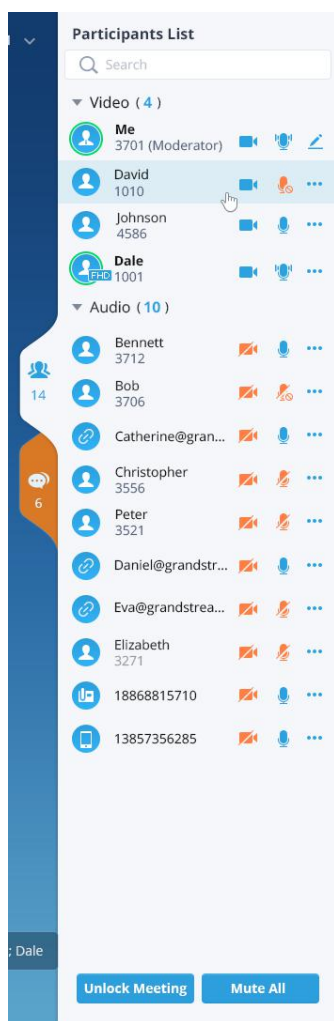 Participants List
Search
Video ( 4 )
Me
3701 (Moderator)
David
1010
Johnson
4586
Dale
FHD 1001
Audio ( 10 )
Bennett
3712
14
Bob
3706
Catherine@gran...
Christopher
3556
6
Peter
3521
Daniel@grandstr...
Eva@grandstrea...
Elizabeth
3271
18868815710
13857356285
; Dale
Unlock Meeting
Mute All